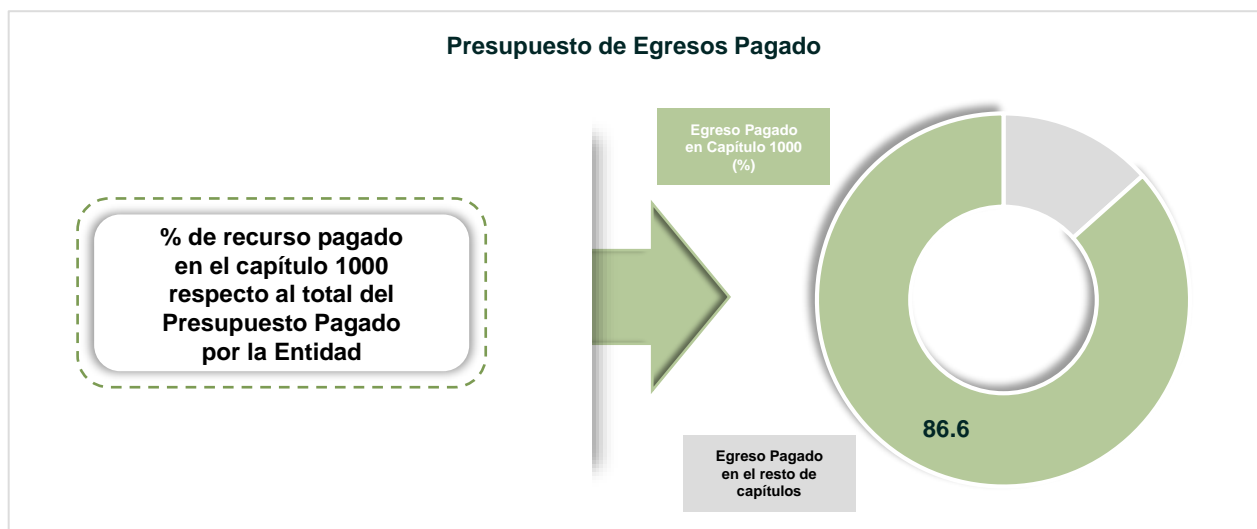 Presupuesto de Egresos Pagado
Egreso Pagado
en Capítulo 1000
(%)
% de recurso pagado
en el capítulo 1000
respecto al total del
Presupuesto Pagado
por la Entidad
86.6
Egreso Pagado
en el resto de
capítulos